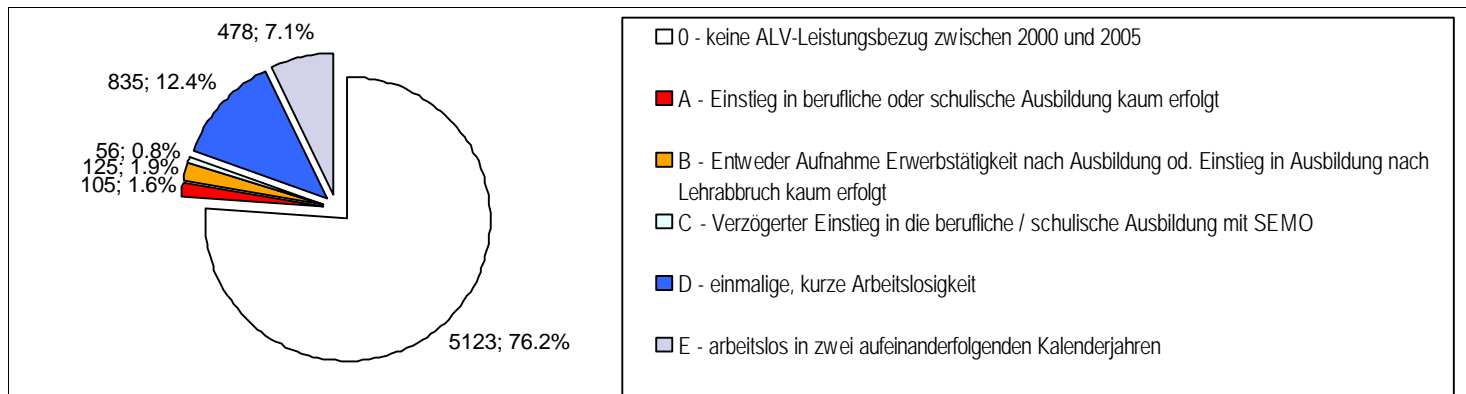 478; 7.1%
835; 12.4%
56; 0.8%
125; 1.9%
105; 1.6%
5123; 76.2%
0 - keine ALV-Leistungsbezug zwischen 2000 und 2005
A - Einstieg in berufliche oder schulische Ausbildung kaum erfolgt
B - Entweder Aufnahme Erwerbstätigkeit nach Ausbildung od. Einstieg in Ausbildung nach
Lehrabbruch kaum erfolgt
C - Verzögerter Einstieg in die berufliche / schulische Ausbildung mit SEMO
D - einmalige, kurze Arbeitslosigkeit
E - arbeitslos in zwei aufeinanderfolgenden Kalenderjahren